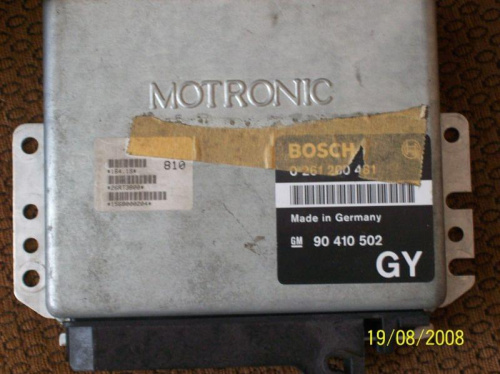 MOTRONIC
B10
BOSCH
0 261 200 461
Made in Germany
GM 90 410 502
GY
19/08/2008